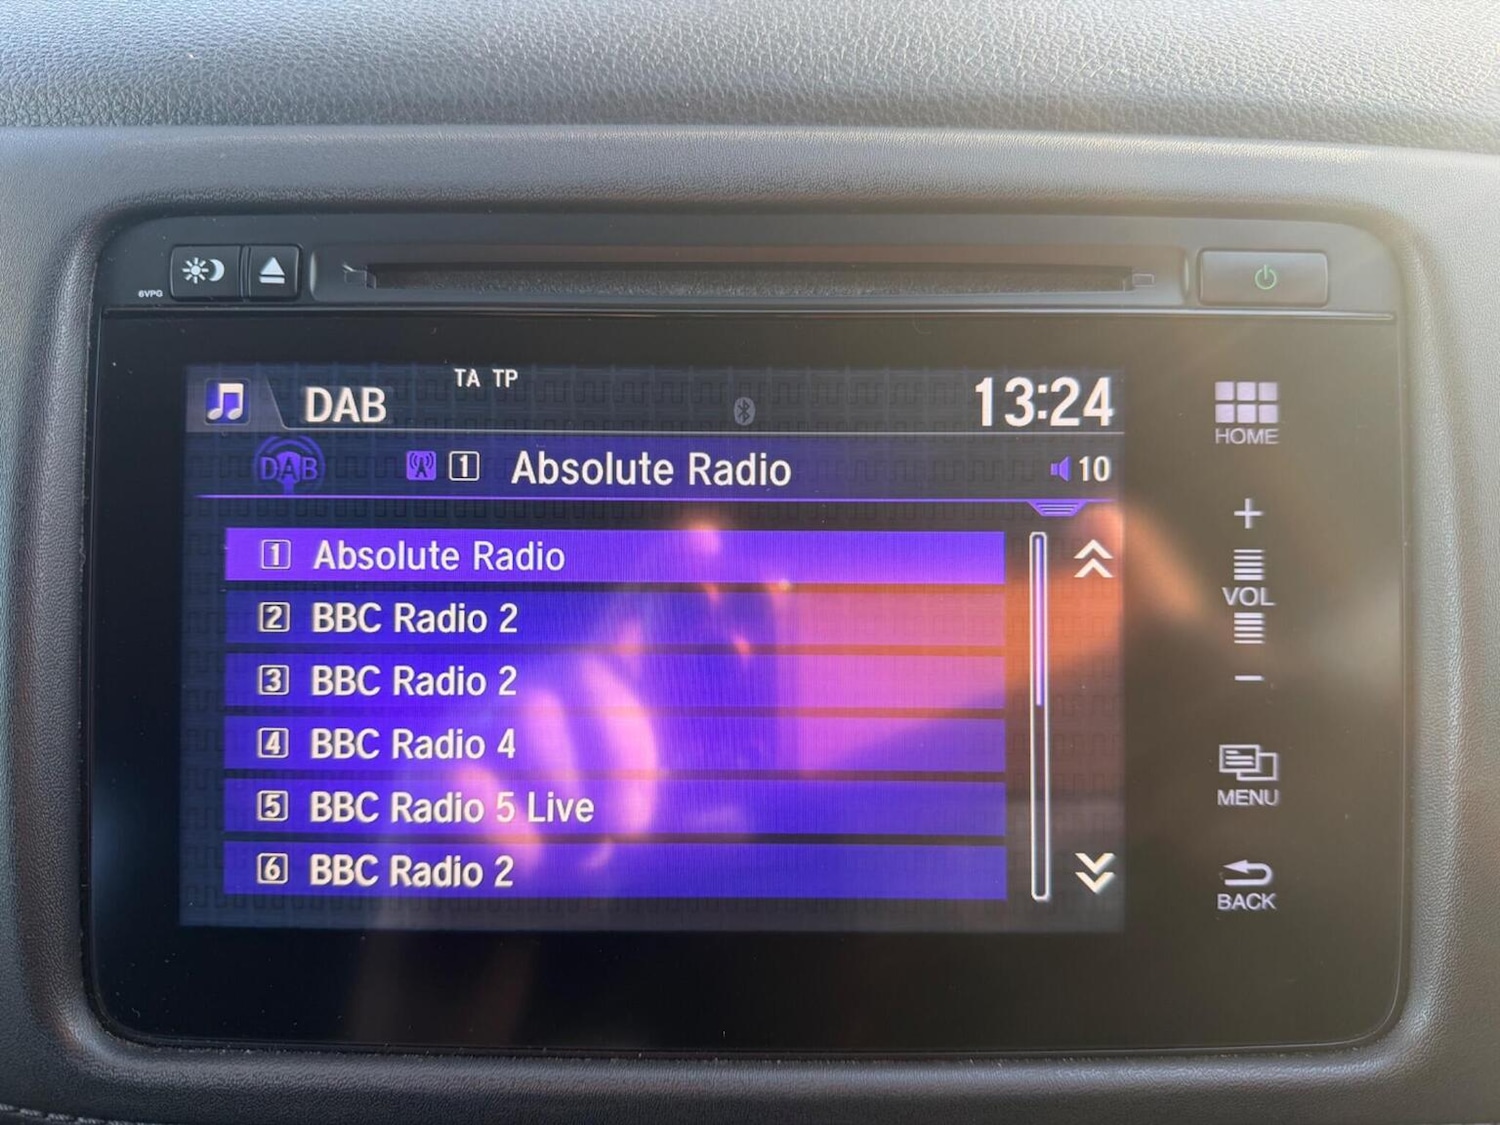 6VPG
TA TP
DAB
13:24
HOME
DAB
1 Absolute Radio
10
1 Absolute Radio
2 BBC Radio 2
3 BBC Radio 2
4 BBC Radio 4
5 BBC Radio 5 Live
6 BBC Radio 2
+
VOL
−
MENU
BACK